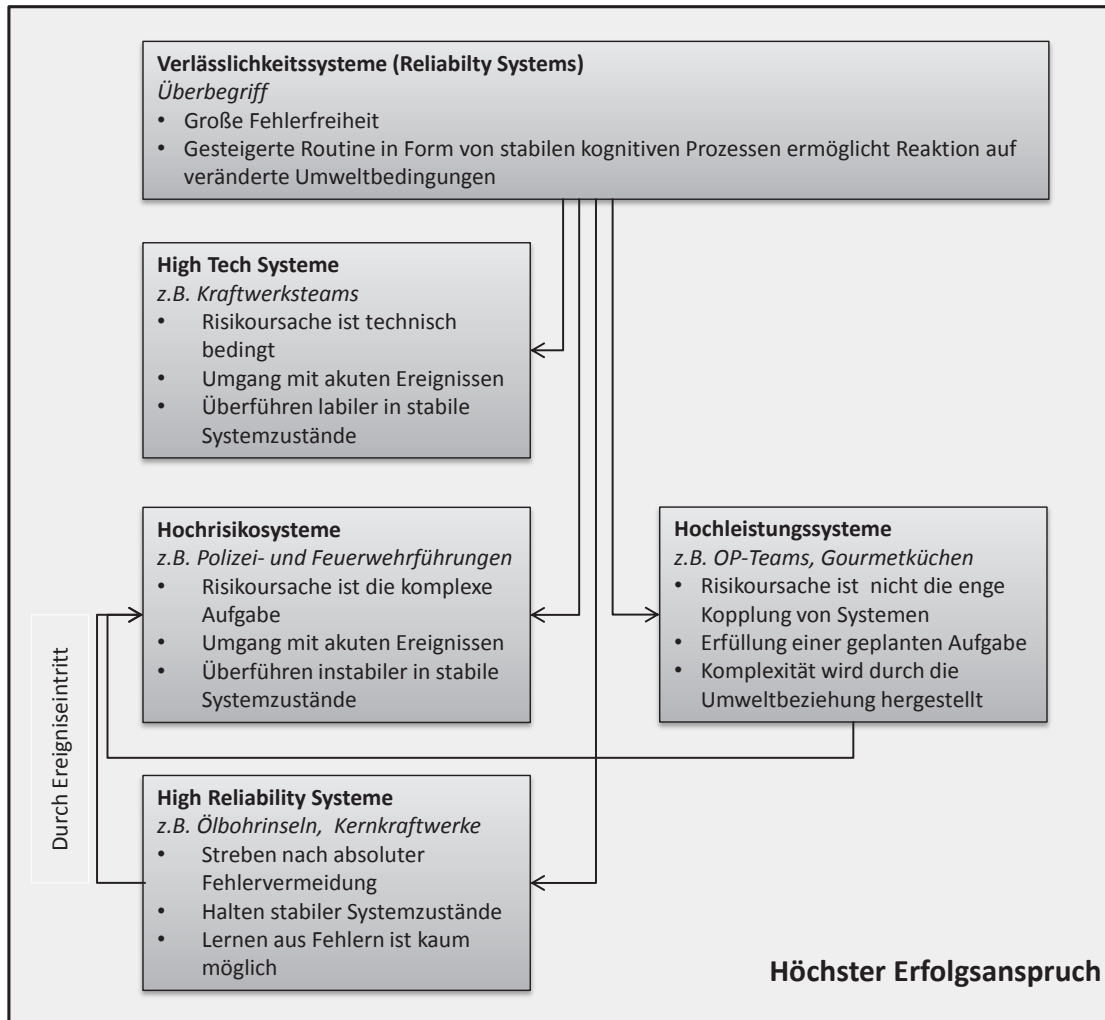 Verlässlichkeitssysteme (Reliabilty Systems)
Überbegriff
• Große Fehlerfreiheit
• Gesteigerte Routine in Form von stabilen kognitiven Prozessen ermöglicht Reaktion auf
veränderte Umweltbedingungen
High Tech Systeme
z.B. Kraftwerksteams
• Risikoursache ist technisch
bedingt
• Umgang mit akuten Ereignissen
• Überführen labiler in stabile
Systemzustände
Hochrisikosysteme
z.B. Polizei- und Feuerwehrführungen
• Risikoursache ist die komplexe
Aufgabe
• Umgang mit akuten Ereignissen
• Überführen instabiler in stabile
Systemzustände
Hochleistungssysteme
z.B. OP-Teams, Gourmetküchen
• Risikoursache ist nicht die enge
Kopplung von Systemen
• Erfüllung einer geplanten Aufgabe
• Komplexität wird durch die
Umweltbeziehung hergestellt
Durch Ereigniseintritt
High Reliability Systeme
z.B. Ölbohrinseln, Kernkraftwerke
• Streben nach absoluter
Fehlervermeidung
• Halten stabiler Systemzustände
• Lernen aus Fehlern ist kaum
möglich
Höchster Erfolgsanspruch